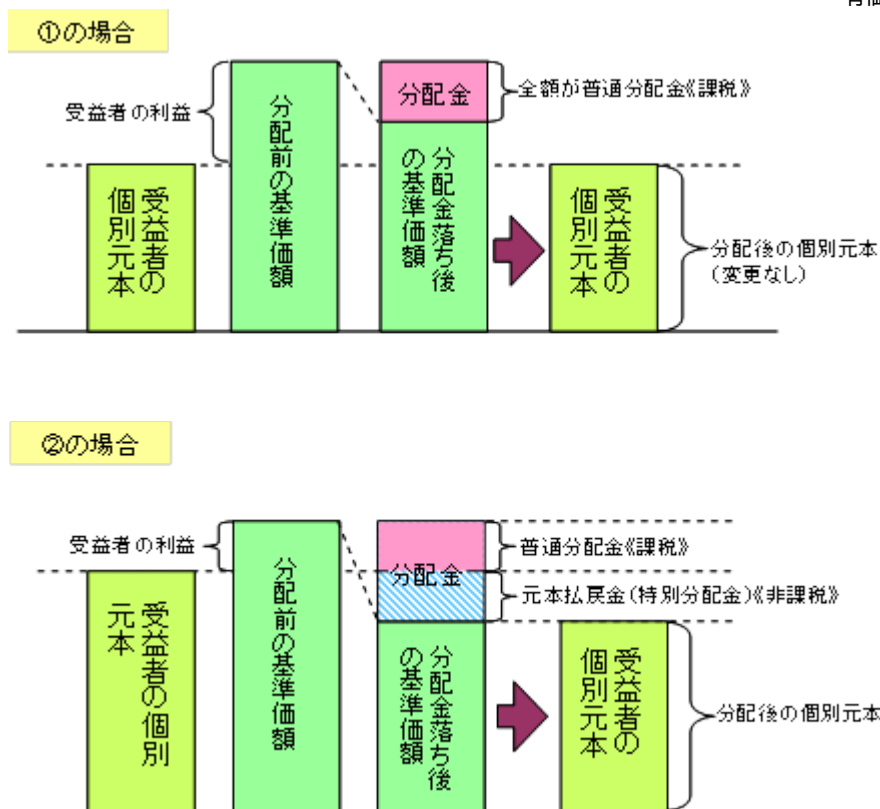 ①の場合
受益者の利益
受益者の
個別元本
分配前の基準価額
分配金
分配金落ち後
の基準価額
全額が普通分配金《課税》
受益者の
個別元本
分配後の個別元本
(変更なし)
②の場合
受益者の利益
受益者の個別
元本
分配前の基準価額
分配金
分配金落ち後
の基準価額
普通分配金《課税》
元本払戻金(特別分配金)《非課税》
受益者の
個別元本
分配後の個別元本